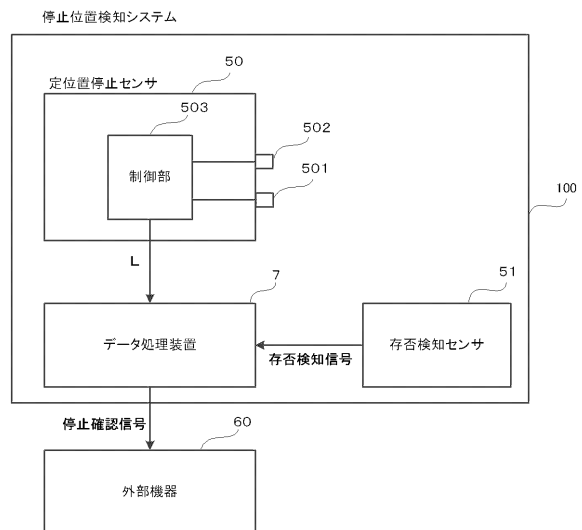 停止位置検知システム
定位置停止センサ
50
503
502
制御部
501
100
L
7
51
データ処理装置
存否検知信号
存否検知センサ
停止確認信号
60
外部機器